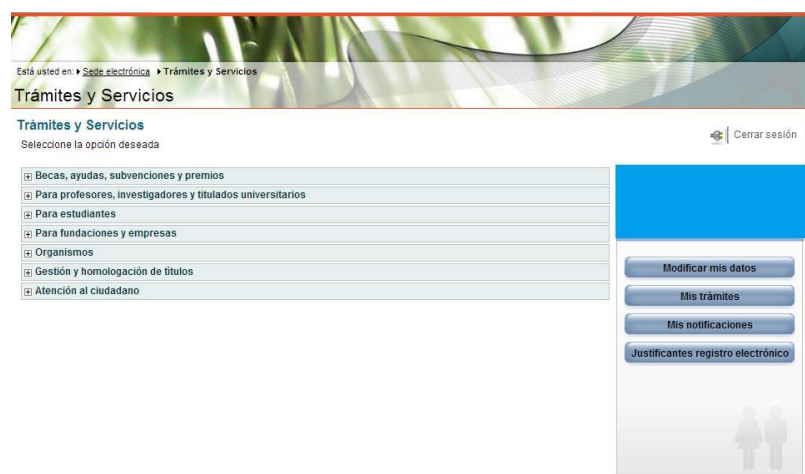 Está usted en: Sede electrónica Trámites y Servicios
Trámites y Servicios
Trámites y Servicios
Seleccione la opción deseada
Cerrar sesión
Becas, ayudas, subvenciones y premios
Para profesores, investigadores y titulados universitarios
Para estudiantes
Para fundaciones y empresas
Organismos
Gestión y homologación de títulos
Atención al ciudadano
Modificar mis datos
Mis trámites
Mis notificaciones
Justificantes registro electrónico